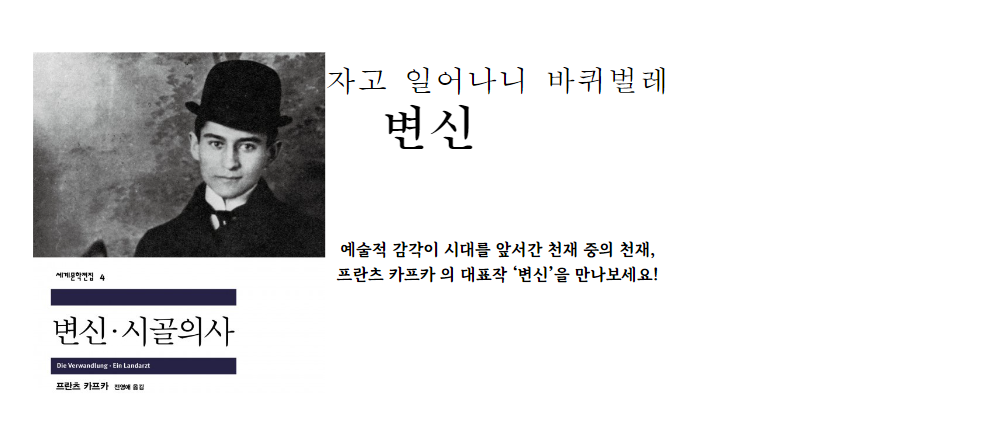 자고 일어나니 바퀴벌레
변신
예술적 감각이 시대를 앞서간 천재 중의 천재,
프란츠 카프카 의 대표작 ‘변신’을 만나보세요!
세계문학전집 4
변신·시골의사
Die Verwandlung · Ein Landarzt
프란츠 카프카 전영애 옮김